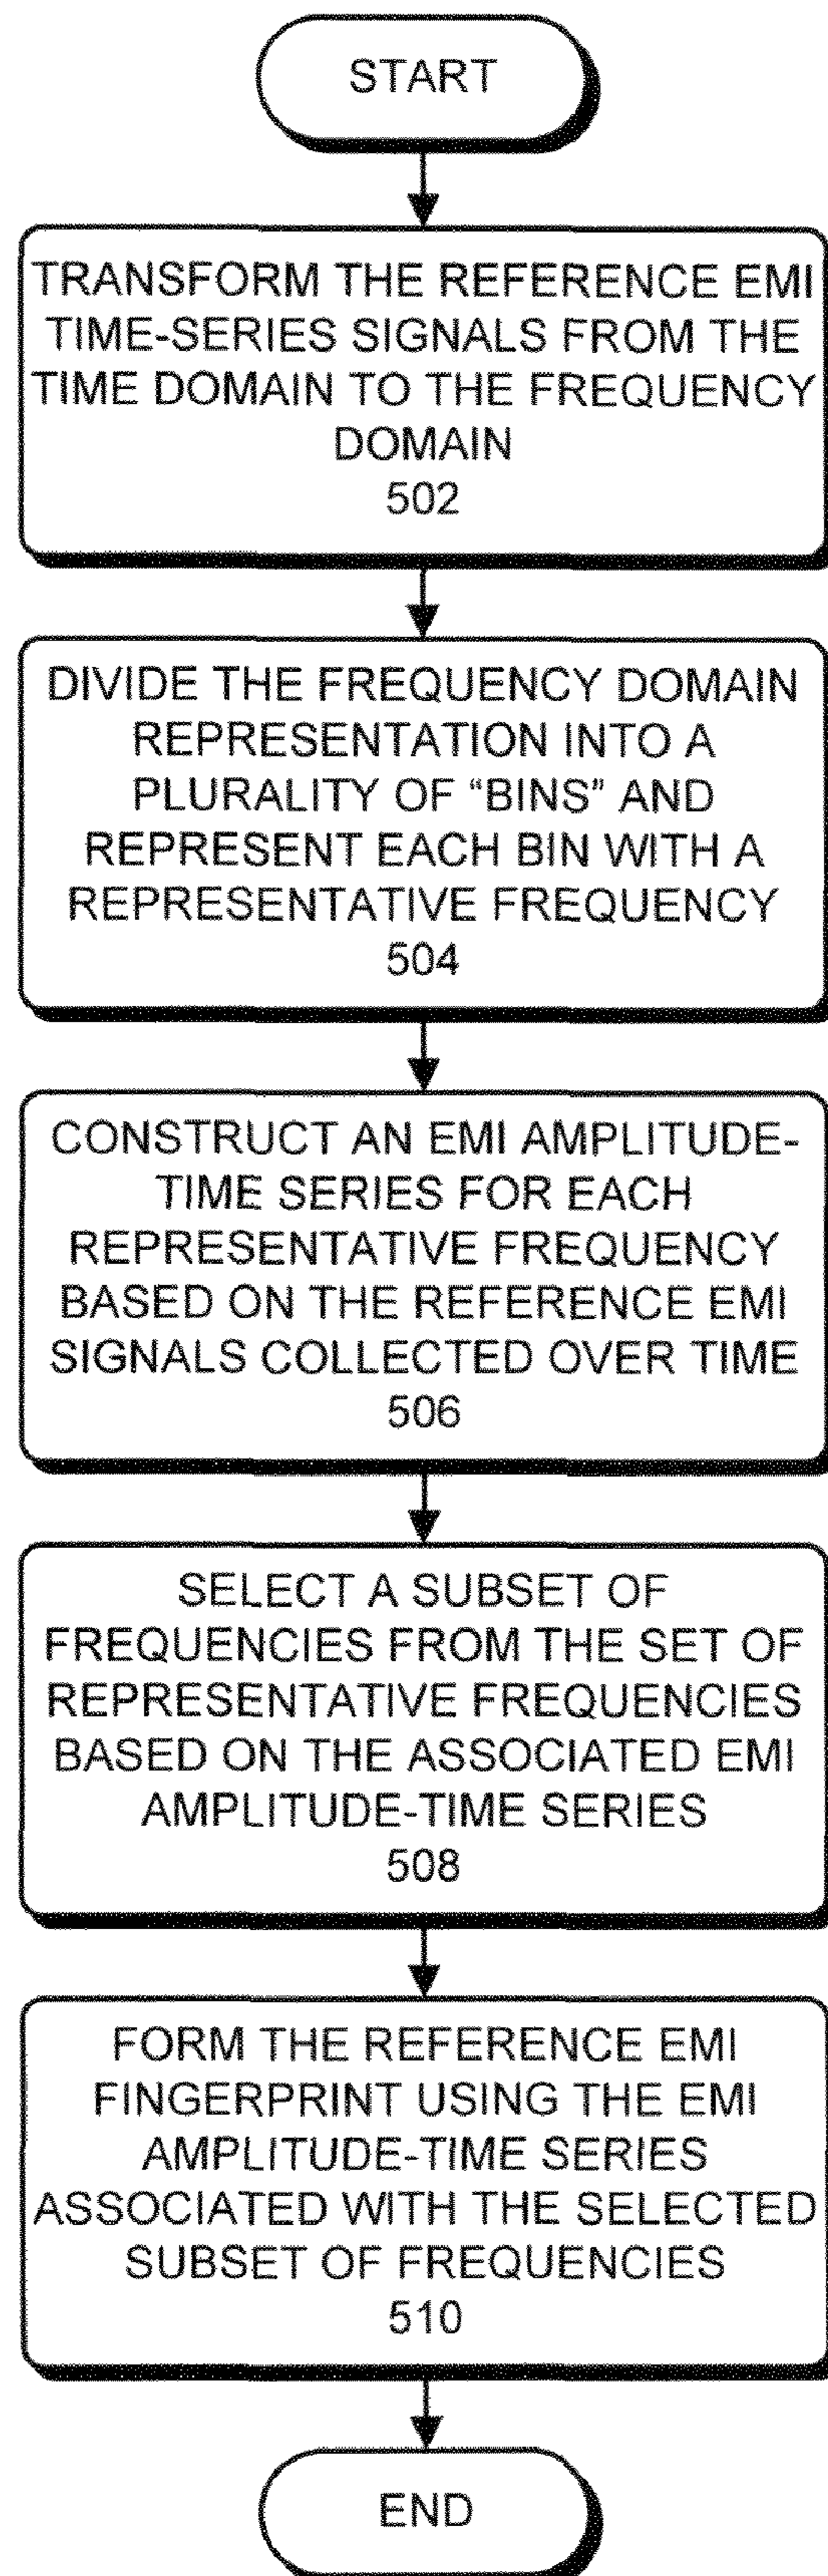 START
TRANSFORM THE REFERENCE EMI
TIME-SERIES SIGNALS FROM THE
TIME DOMAIN TO THE FREQUENCY
DOMAIN
502
DIVIDE THE FREQUENCY DOMAIN
REPRESENTATION INTO A
PLURALITY OF “BINS” AND
REPRESENT EACH BIN WITH A
REPRESENTATIVE FREQUENCY
504
CONSTRUCT AN EMI AMPLITUDE-
TIME SERIES FOR EACH
REPRESENTATIVE FREQUENCY
BASED ON THE REFERENCE EMI
SIGNALS COLLECTED OVER TIME
506
SELECT A SUBSET OF
FREQUENCIES FROM THE SET OF
REPRESENTATIVE FREQUENCIES
BASED ON THE ASSOCIATED EMI
AMPLITUDE-TIME SERIES
508
FORM THE REFERENCE EMI
FINGERPRINT USING THE EMI
AMPLITUDE-TIME SERIES
ASSOCIATED WITH THE SELECTED
SUBSET OF FREQUENCIES
510
END